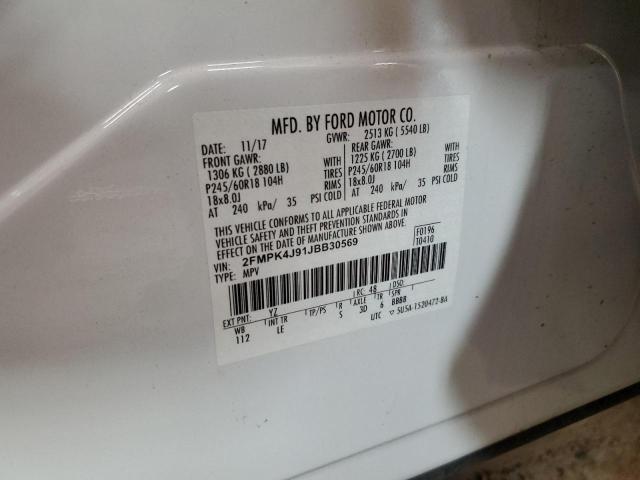 MFD. BY FORD MOTOR CO.
DATE: 11/17 GVWR: 2513 KG ( 5540 LB)
FRONT GAWR: REAR GAWR:
1306 KG ( 2880 LB) WITH 1225 KG ( 2700 LB) WITH
P245/60R18 104H TIRES P245/60R18 104H TIRES
18x8.0J RIMS 18x8.0J RIMS
AT 240 kPa/ 35 PSI COLD AT 240 kPa/ 35 PSI COLD
THIS VEHICLE CONFORMS TO ALL APPLICABLE FEDERAL MOTOR
VEHICLE SAFETY AND THEFT PREVENTION STANDARDS IN
EFFECT ON THE DATE OF MANUFACTURE SHOWN ABOVE.
VIN: 2FMPK4J91JBB30569 F0196
TYPE: MPV T0410
EXT PNT: YZ RC: 48 DSO:
WB INT TR TP/PS R AXLE TR SPR
112 LE S 3D 6 BBBB
UTC ▽ 5U5A-1520472-BA